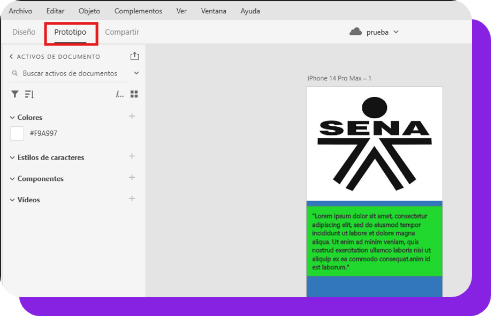 Archivo Editar Objeto Complementos Ver Ventana Ayuda
Diseño Prototipo Compartir prueba
ACTIVOS DE DOCUMENTO
Buscar activos de documentos
iPhone 14 Pro Max – 1
Colores
#F9A997
SENA
Estilos de caracteres
Componentes
Vídeos
"Lorem ipsum dolor sit amet, consectetur
adipiscing elit, sed do eiusmod tempor
incididunt ut labore et dolore magna
aliqua. Ut enim ad minim veniam, quis
nostrud exercitation ullamco laboris nisi ut
aliquip ex ea commodo consequat.anim id
est laborum."